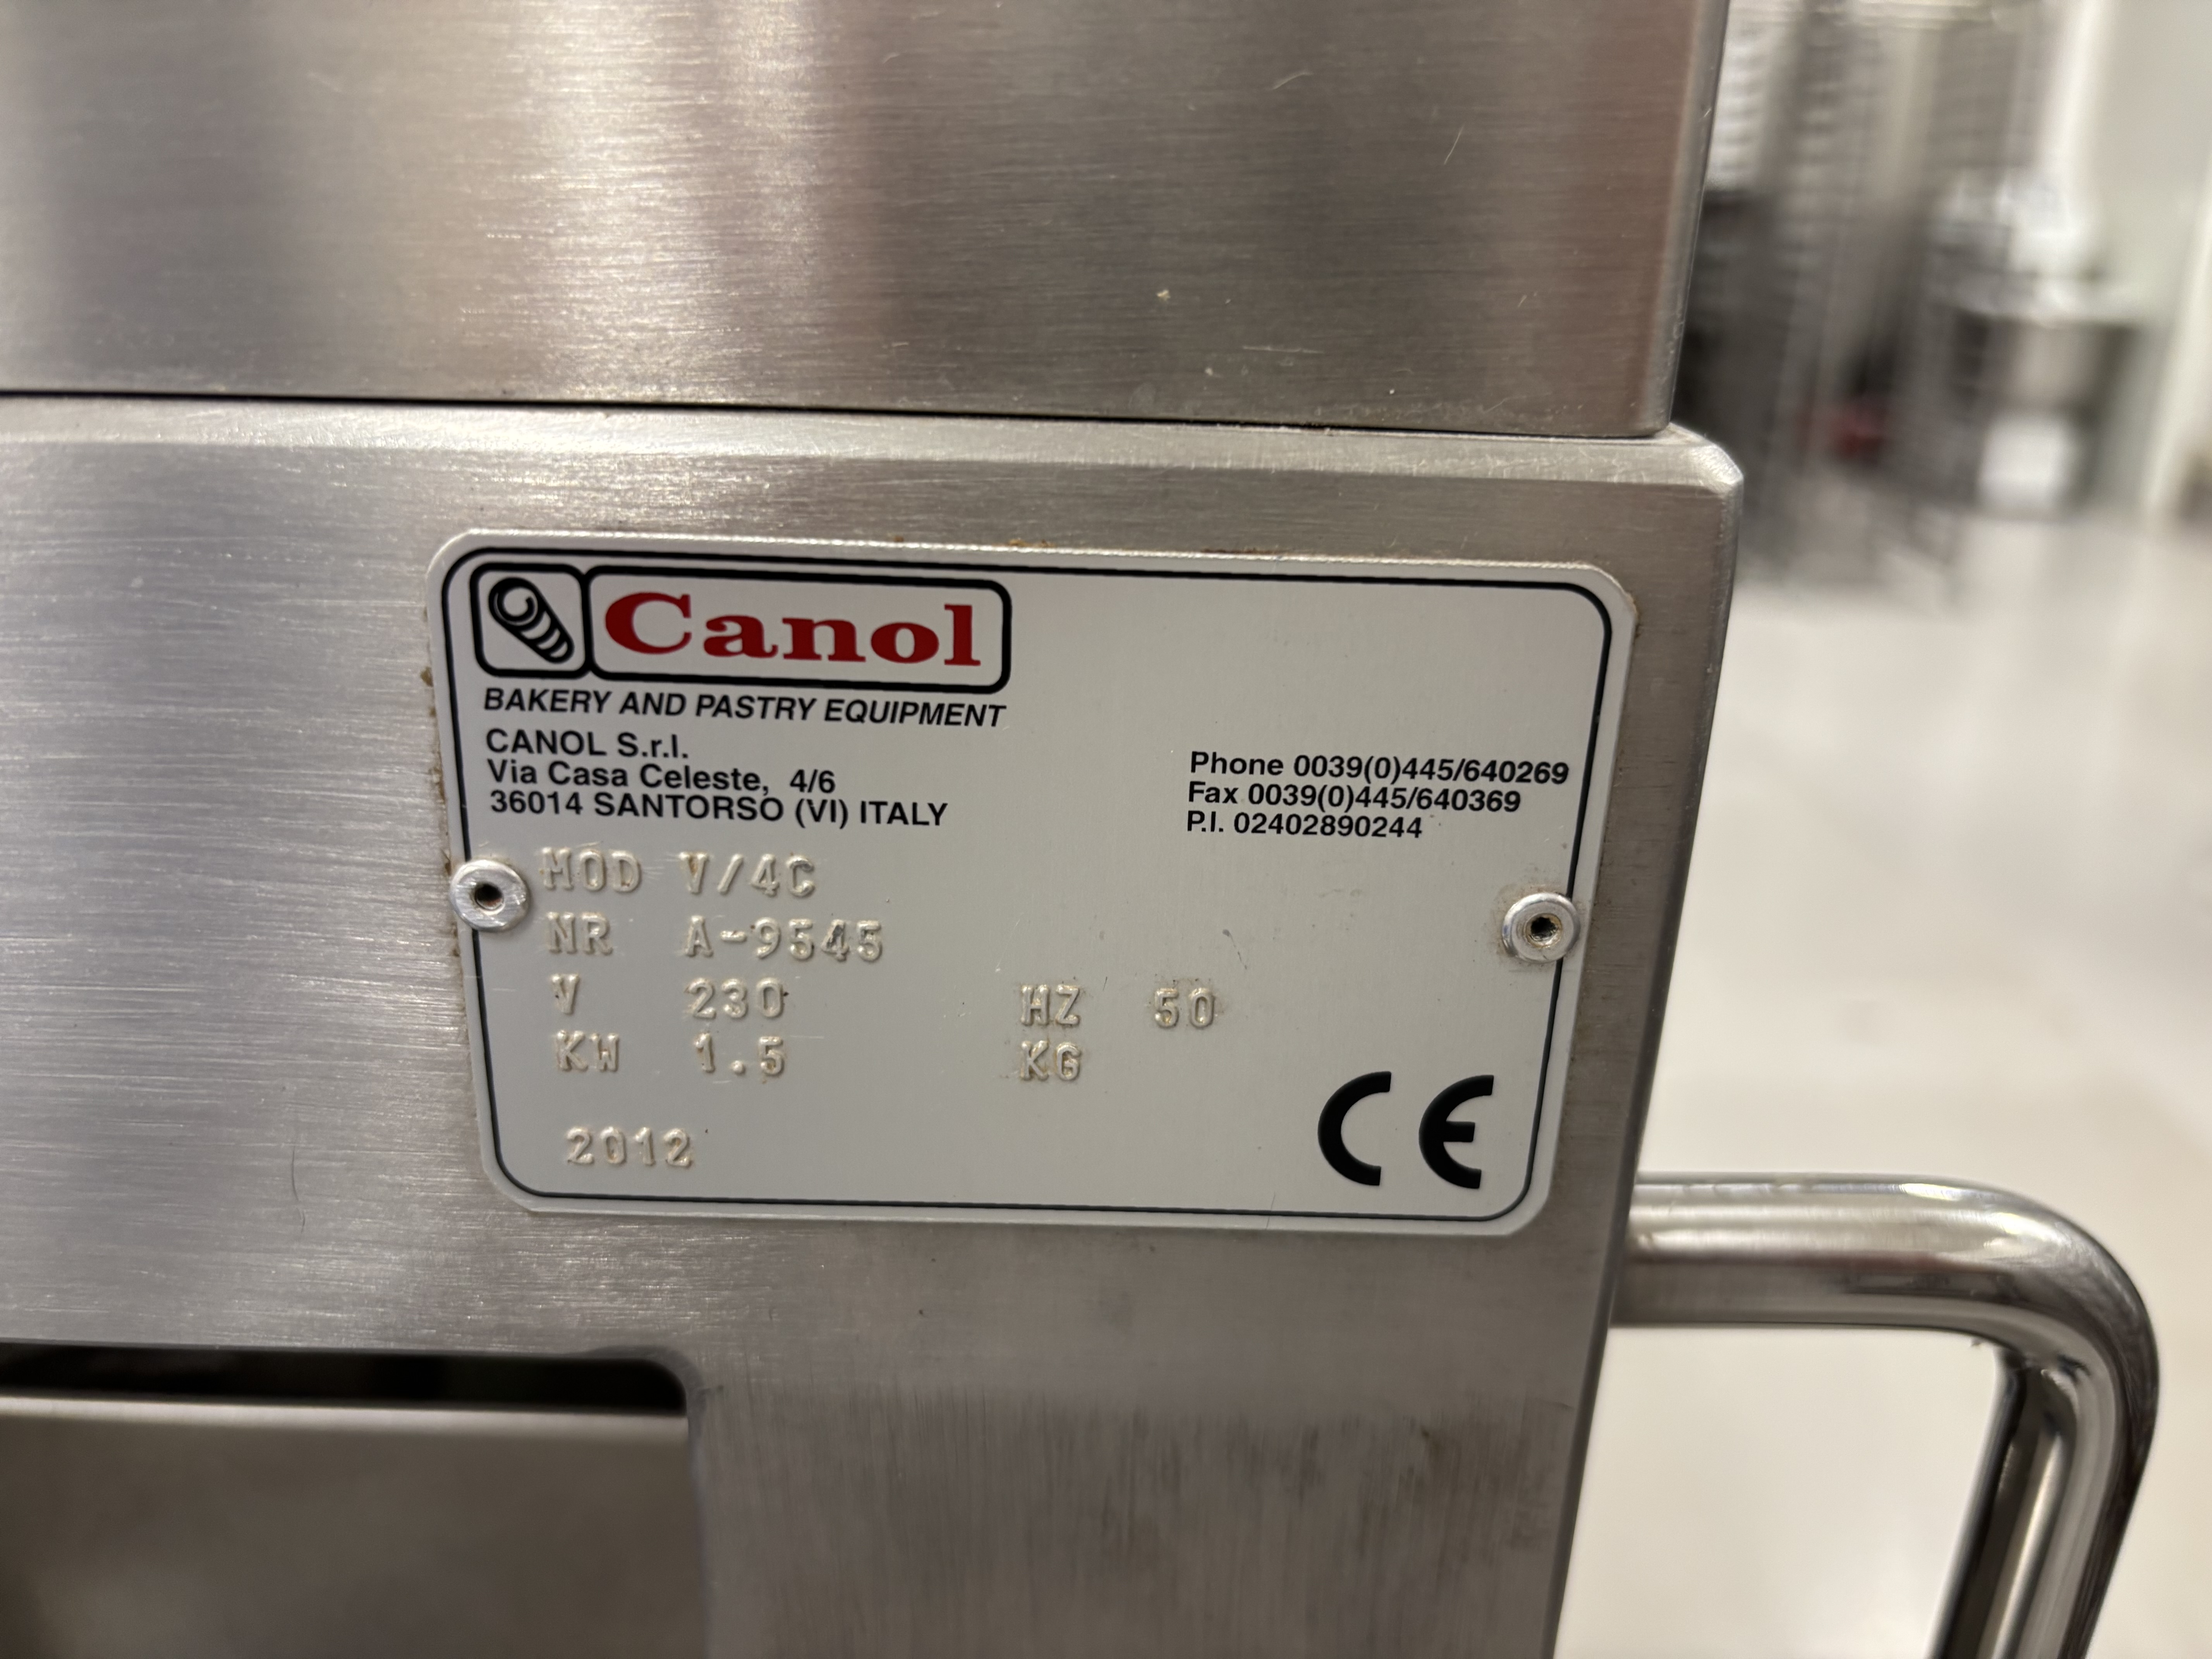 Canol
BAKERY AND PASTRY EQUIPMENT
CANOL S.r.l.
Via Casa Celeste, 4/6
36014 SANTORSO (VI) ITALY
Phone 0039(0)445/640269
Fax 0039(0)445/640369
P.I. 02402890244
MOD V/4C
NR A-9545
V 230 HZ 50
KW 1.5 KG
2012
CE